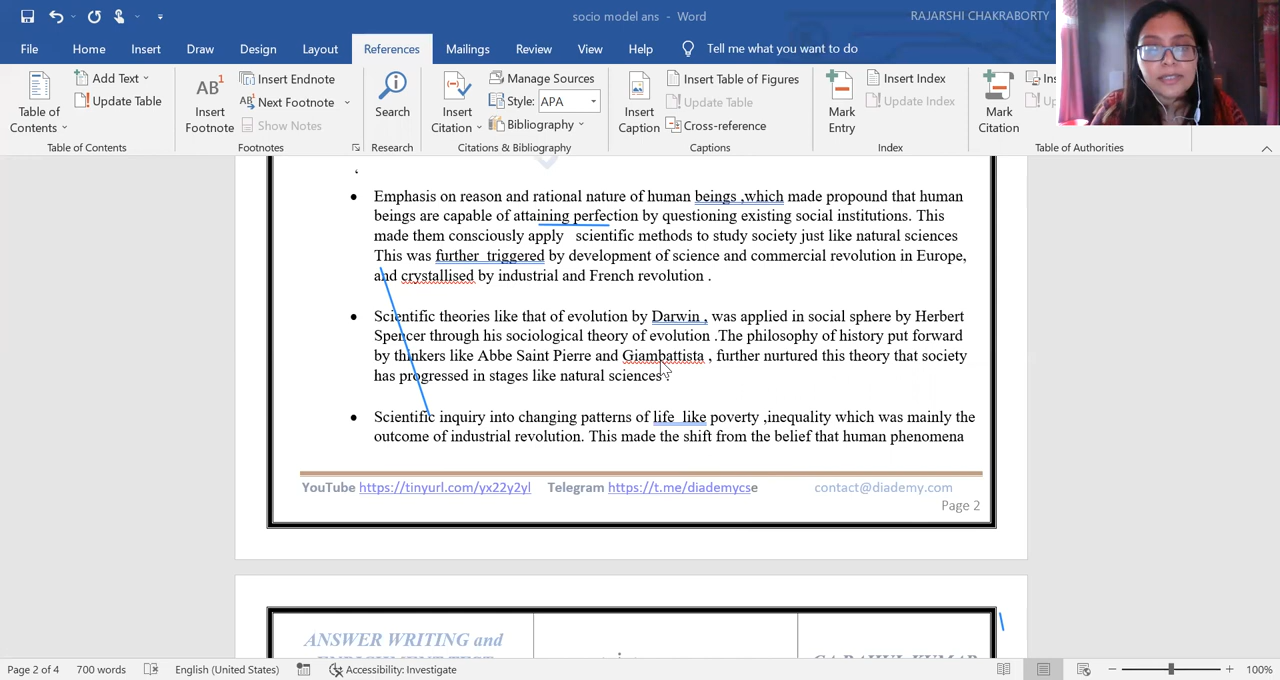 socio model ans - Word
RAJARSHI CHAKRABORTY
File Home Insert Draw Design Layout References Mailings Review View Help Tell me what you want to do
Table of Contents
Add Text
Update Table
Table of Contents
AB1
Insert Footnote
Insert Endnote
Next Footnote
Show Notes
Footnotes
Search
Research
Insert Citation
Manage Sources
Style: APA
Bibliography
Citations & Bibliography
Insert Caption
Insert Table of Figures
Update Table
Cross-reference
Captions
Mark Entry
Insert Index
Update Index
Index
Mark Citation
Table of Authorities
Emphasis on reason and rational nature of human beings ,which made propound that human
beings are capable of attaining perfection by questioning existing social institutions. This
made them consciously apply scientific methods to study society just like natural sciences
This was further triggered by development of science and commercial revolution in Europe,
and crystallised by industrial and French revolution .
Scientific theories like that of evolution by Darwin , was applied in social sphere by Herbert
Spencer through his sociological theory of evolution .The philosophy of history put forward
by thinkers like Abbe Saint Pierre and Giambattista , further nurtured this theory that society
has progressed in stages like natural sciences .
Scientific inquiry into changing patterns of life like poverty ,inequality which was mainly the
outcome of industrial revolution. This made the shift from the belief that human phenomena
YouTube https://tinyurl.com/yx22y2yl Telegram https://t.me/diademycse contact@diademy.com
Page 2
ANSWER WRITING and
Page 2 of 4 700 words English (United States) Accessibility: Investigate 100%